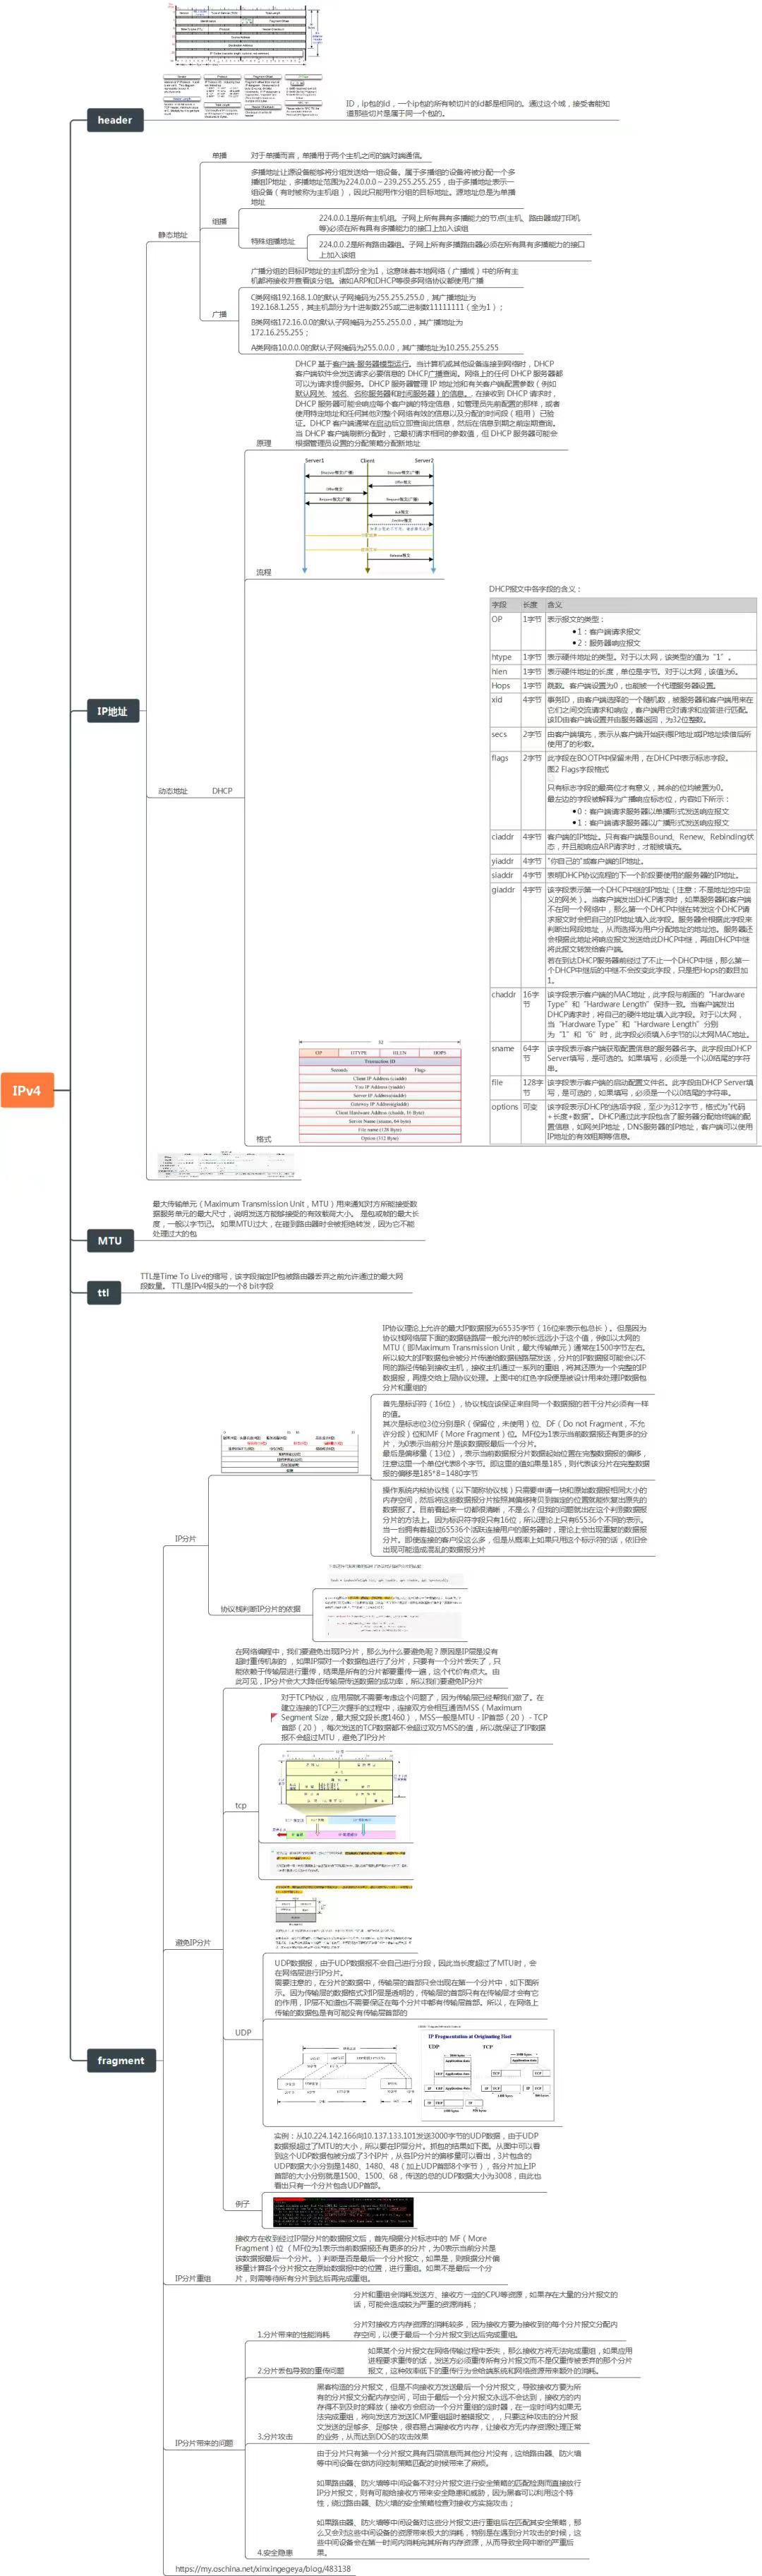 ID，ip包的id，一个ip包的所有帧切片的id都是相同的。通过这个域，接受者能知
道那些切片是属于同一个包的。
header
单播
对于单播而言，单播用于两个主机之间的端对端通信。
多播地址让源设备能够将分组发送给一组设备。属于多播组的设备将被分配一个多
播组IP地址，多播地址范围为224.0.0.0 – 239.255.255.255，由于多播地址表示一
组设备（有时被称为主机组），因此只能用作分组的目标地址。源地址总是为单播
地址
组播
224.0.0.1是所有主机组。子网上所有具有多播能力的节点(主机、路由器或打印机
等)必须在所有具有多播能力的接口上加入该组
特殊组播地址
224.0.0.2是所有路由器组。子网上所有多播路由器必须在所有具有多播能力的接口
上加入该组
静态地址
广播分组的目标IP地址的主机部分全为1，这意味着本地网络（广播域）中的所有主
机都将接收并查看该分组。诸如ARP和DHCP等很多网络协议都使用广播
广播
C类网络192.168.1.0的默认子网掩码为255.255.255.0，其广播地址为
192.168.1.255，其主机部分为十进制数255或二进制数11111111（全为1）；
B类网络172.16.0.0的默认子网掩码为255.255.0.0，其广播地址为
172.16.255.255；
A类网络10.0.0.0的默认子网掩码为255.0.0.0，其广播地址为10.255.255.255
DHCP 基于客户端-服务器模型运行。当计算机或其他设备连接到网络时，DHCP
客户端软件会发送请求必要信息的 DHCP广播查询。网络上的任何 DHCP 服务器都
可以为请求提供服务。DHCP 服务器管理 IP 地址池和有关客户端配置参数（例如
默认网关、域名、名称服务器和时间服务器）的信息。在接收到 DHCP 请求时，
DHCP 服务器可能会响应每个客户端的特定信息，如管理员先前配置的那样，或者
使用特定地址和任何其他对整个网络有效的信息以及分配的时间段（租用） 已验
证。DHCP 客户端通常在启动后立即查询此信息，然后在信息到期之前定期查询。
当 DHCP 客户端刷新分配时，它最初请求相同的参数值，但 DHCP 服务器可能会
根据管理员设置的分配策略分配新地址
原理
Server1
Client
Server2
Discover报文(广播)
Discover报文(广播)
Offer报文
Offer报文
Request报文(广播)
Request报文(广播)
Ack报文
Release报文
流程
IP地址
动态地址
DHCP
DHCP报文中各字段的含义：
字段 长度 含义
OP 1字节 表示报文的类型：
• 1：客户端请求报文
• 2：服务器响应报文
htype 1字节 表示硬件地址的类型。对于以太网，该类型的值为“1”。
hlen 1字节 表示硬件地址的长度，单位是字节。对于以太网，该值为6。
Hops 1字节 跳数。客户端设置为0，也能被一个代理服务器设置。
xid 4字节 事务ID，由客户端选择的一个随机数，被服务器和客户端用来在
它们之间交流请求和响应，客户端用它对请求和应答进行匹配。
该ID由客户端设置并由服务器返回，为32位整数。
secs 2字节 由客户端填充，表示从客户端开始获得IP地址或IP地址续借后所
使用了的秒数。
flags 2字节 此字段在BOOTP中保留未用，在DHCP中表示标志字段。
图2 Flags字段格式
只有标志字段的最高位才有意义，其余的位均被置为0。
最左边的字段被解释为广播响应标志位，内容如下所示：
• 0：客户端请求服务器以单播形式发送响应报文
• 1：客户端请求服务器以广播形式发送响应报文
ciaddr 4字节 客户端的IP地址。只有客户端是Bound、Renew、Rebinding状
态，并且能响应ARP请求时，才能被填充。
yiaddr 4字节 "你自己的"或客户端的IP地址。
siaddr 4字节 表明DHCP协议流程的下一个阶段要使用的服务器的IP地址。
giaddr 4字节 该字段表示第一个DHCP中继的IP地址（注意：不是地址池中定
义的网关）。当客户端发出DHCP请求时，如果服务器和客户端
不在同一个网络中，那么第一个DHCP中继在转发这个DHCP请
求报文时会把自己的IP地址填入此字段。服务器会根据此字段来
判断出网段地址，从而选择为用户分配地址的地址池。服务器还
会根据此地址将响应报文发送给此DHCP中继，再由DHCP中继
将此报文转发给客户端。
若在到达DHCP服务器前经过了不止一个DHCP中继，那么第一
个DHCP中继后的中继不会改变此字段，只是把Hops的数目加
1。
chaddr 16字节 该字段表示客户端的MAC地址，此字段与前面的“Hardware
Type”和“Hardware Length”保持一致。当客户端发出
DHCP请求时，将自己的硬件地址填入此字段。对于以太网，
当“Hardware Type”和“Hardware Length”分别
为“1”和“6”时，此字段必须填入6字节的以太网MAC地址。
sname 64字节 该字段表示客户端获取配置信息的服务器名字。此字段由DHCP
Server填写，是可选的。如果填写，必须是一个以0结尾的字符
串。
file 128字节 该字段表示客户端的启动配置文件名。此字段由DHCP Server填
写，是可选的，如果填写，必须是一个以0结尾的字符串。
options 可变 该字段表示DHCP的选项字段，至少为312字节，格式为"代码
+长度+数据"。DHCP通过此字段包含了服务器分配给终端的配
置信息，如网关IP地址，DNS服务器的IP地址，客户端可以使用
IP地址的有效租期等信息。
OP HTYPE HLEN HOPS
Transaction ID
Seconds Flags
Client IP Address (ciaddr)
Your IP Address (yiaddr)
Server IP Address(siaddr)
Gateway IP Address(giaddr)
Client Hardware Address (chaddr, 16 Byte)
Server Name (sname, 64 byte)
File name (128 Byte)
Option (312 Byte)
格式
IPv4
最大传输单元（Maximum Transmission Unit，MTU）用来通知对方所能接受数
据服务单元的最大尺寸，说明发送方能够接受的有效载荷大小。 是包或帧的最大长
度，一般以字节记。 如果MTU过大，在碰到路由器时会被拒绝转发，因为它不能
处理过大的包
MTU
TTL是Time To Live的缩写，该字段指定IP包被路由器丢弃之前允许通过的最大网
段数量。 TTL是IPv4报头的一个8 bit字段
ttl
IP协议理论上允许的最大IP数据报为65535字节（16位来表示包总长）。 但是因为
协议栈网络层下面的数据链路层一般允许的帧长远远小于这个值，例如以太网的
MTU（即Maximum Transmission Unit，最大传输单元）通常在1500字节左右。
所以较大的IP数据包会被分片传递给数据链路层发送，分片的IP数据报可能会以不
同的路径传输到接收主机，接收主机通过一系列的重组，将其还原为一个完整的IP
数据报，再提交给上层协议处理。上面中的红色字段便是被设计用来处理IP数据包
分片和重组的
首先是标识符（16位），协议栈应该保证来自同一个数据报的若干分片必须有一样
的值。
其次是标志位3位分别是R（保留位，未使用）位、DF（Do not Fragment，不允
许分段）位和MF（More Fragment）位。MF位为1表示当前数据报还有更多的分
片，为0表示当前分片是该数据报最后一个分片。
最后是偏移量（13位），表示当前数据报分片数据起始位置在完整数据报的偏移，
注意这里一个单位代表8个字节。即这里的值如果是185，则代表该分片在完整数据
报的偏移是185*8=1480字节
操作系统内核协议栈（以下简称协议栈）只需要申请一块和原始数据报相同大小的
内存空间，然后将这些数据报分片按照其偏移拷贝到指定的位置就能恢复出原先的
数据报了。目前看起来一切都很清晰，不是么？但我的问题就出在这个判别数据报
分片的方法上。因为标识符字段只有16位，所以理论上只有65536个不同的表示。
当一台拥有着超过65536个活跃连接用户的服务器时，理论上会出现重复的数据报
分片。即使连接的客户没这么多，但是从概率上如果只用这个标示符的话，依旧会
出现可能造成混乱的数据报分片
IP分片
协议栈判断IP分片的依据
在网络编程中，我们要避免出现IP分片，那么为什么要避免呢？原因是IP层是没有
超时重传机制的 ，如果IP层对一个数据包进行了分片，只要有一个分片丢失了，只
能依赖于传输层进行重传，结果是所有的分片都要重传一遍，这个代价有点大。由
此可见，IP分片会大大降低传输层传送数据的成功率，所以我们要避免IP分片
对于TCP协议，应用层就不需要考虑这个问题了，因为传输层已经帮我们做了。在
建立连接的TCP三次握手的过程中，连接双方会相互通告MSS（Maximum
Segment Size，最大报文段长度1460），MSS一般是MTU - IP首部（20） - TCP
首部（20），每次发送的TCP数据都不会超过双方MSS的值，所以就保证了IP数据
报不会超过MTU，避免了IP分片
tcp
避免IP分片
UDP数据报，由于UDP数据报不会自己进行分段，因此当长度超过了MTU时，会
在网络层进行IP分片。
需要注意的，在分片的数据中，传输层的首部只会出现在第一个分片中，如下图所
示。因为传输层的数据格式对IP层是透明的，传输层的首部只有在传输层才会有它
的作用，IP层不知道也不需要保证在每个分片中都有传输层首部。所以，在网络上
传输的数据包是有可能没有传输层首部的
UDP
IP Fragmentation at Originating Host
UDP TCP
fragment
实例：从10.224.142.166向10.137.133.101发送3000字节的UDP数据，由于UDP
数据报超过了MTU的大小，所以要在IP层分片。抓包的结果如下图。从图中可以看
到这个UDP数据包被分成了3个IP片，从各IP分片的偏移量可以看出，3片包含的
UDP数据大小分别是1480、1480、48（加上UDP首部8个字节），各分片加上IP
首部的大小分别就是1500、1500、68，传送的总的UDP数据大小为3008，由此也
看出只有一个分片包含UDP首部。
例子
接收方在收到经过IP层分片的数据报文后，首先根据分片标志中的 MF（More
Fragment)位 （MF位为1表示当前数据报还有更多的分片，为0表示当前分片是
该数据报最后一个分片。）判断是否是最后一个分片报文，如果是，则根据分片偏
移量计算各个分片报文在原始数据报中的位置，进行重组。如果不是最后一个分
片，则需等待所有分片到达后再完成重组。
IP分片重组
分片和重组会消耗发送方、接收方一定的CPU等资源，如果存在大量的分片报文的
话，可能会造成较为严重的资源消耗；
分片对接收方内存资源的消耗较多，因为接收方要为接收到的每个分片报文分配内
存空间，以便于最后一个分片报文到达后完成重组。
1.分片带来的性能消耗
如果某个分片报文在网络传输过程中丢失，那么接收方将无法完成重组，如果应用
进程要求重传的话，发送方必须重传所有分片报文而不是仅重传被丢弃的那个分片
报文，这种效率低下的重传行为会给端系统和网络资源带来额外的消耗。
2.分片丢包导致的重传问题
黑客构造的分片报文，但是不向接收方发送最后一个分片报文，导致接收方要为所
有的分片报文分配内存空间，可由于最后一个分片报文永远不会达到，接收方的内
存得不到及时的释放（接收方会启动一个分片重组的定时器，在一定时间内如果无
法完成重组，将向发送方发送ICMP重组超时差错报文，，只要这种攻击的分片报
文发送的足够多、足够快，很容易占满接收方内存，让接收方无内存资源处理正常
的业务，从而达到DOS的攻击效果
3.分片攻击
IP分片带来的问题
由于分片只有第一个分片报文具有四层信息而其他分片没有，这给路由器、防火墙
等中间设备在做访问控制策略匹配的时候带来了麻烦。
如果路由器、防火墙等中间设备不对分片报文进行安全策略的匹配检测而直接放行
IP分片报文，则有可能给接收方带来安全隐患和威胁，因为黑客可以利用这个特
性，绕过路由器、防火墙的安全策略检查对接收方实施攻击；
如果路由器、防火墙等中间设备对这些分片报文进行重组后在匹配其安全策略，那
么又会对这些中间设备的资源带来极大的消耗，特别是在遇到分片攻击的时候，这
些中间设备会在第一时间内消耗完其所有内存资源，从而导致全网中断的严重后
果。
4.安全隐患
https://my.oschina.net/xinxingegeya/blog/483138